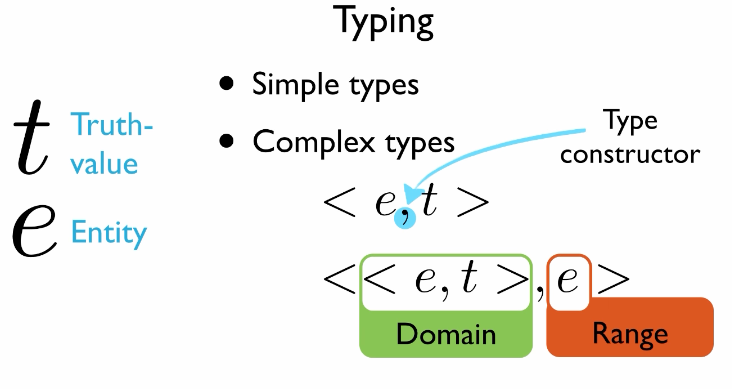 Typing
t Truth-
value
e Entity
• Simple types
• Complex types
Type
constructor
< e, t >
<< e, t >, e >
Domain
Range